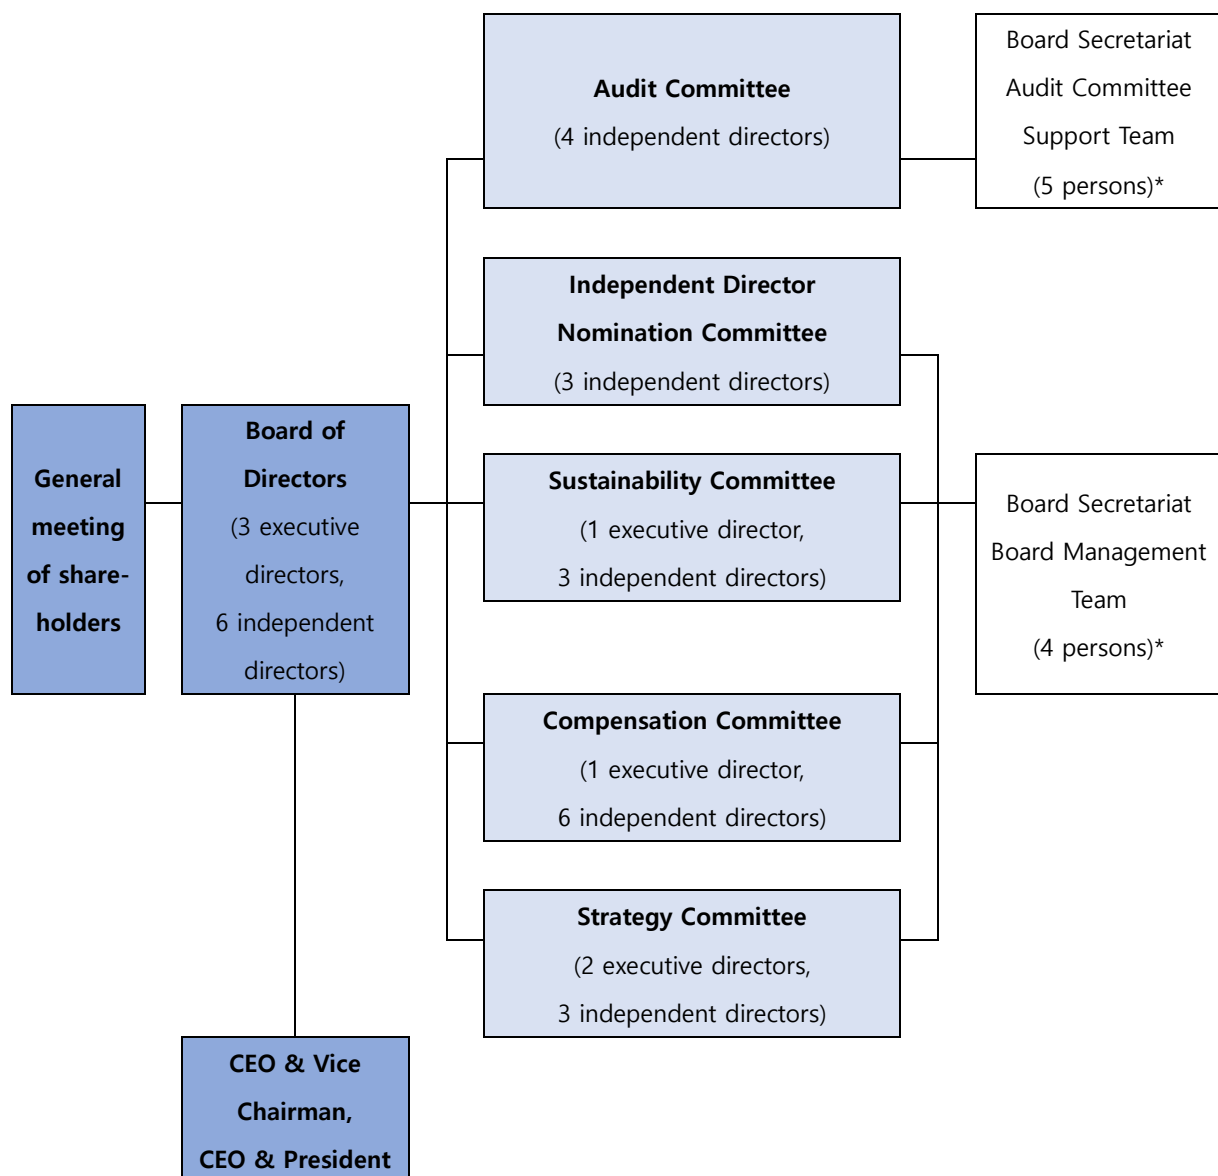 General
meeting
of share-
holders
Board of
Directors
(3 executive
directors,
6 independent
directors)
CEO & Vice
Chairman,
CEO & President
Audit Committee
(4 independent directors)
Independent Director
Nomination Committee
(3 independent directors)
Sustainability Committee
(1 executive director,
3 independent directors)
Compensation Committee
(1 executive director,
6 independent directors)
Strategy Committee
(2 executive directors,
3 independent directors)
Board Secretariat
Audit Committee
Support Team
(5 persons)*
Board Secretariat
Board Management
Team
(4 persons)*